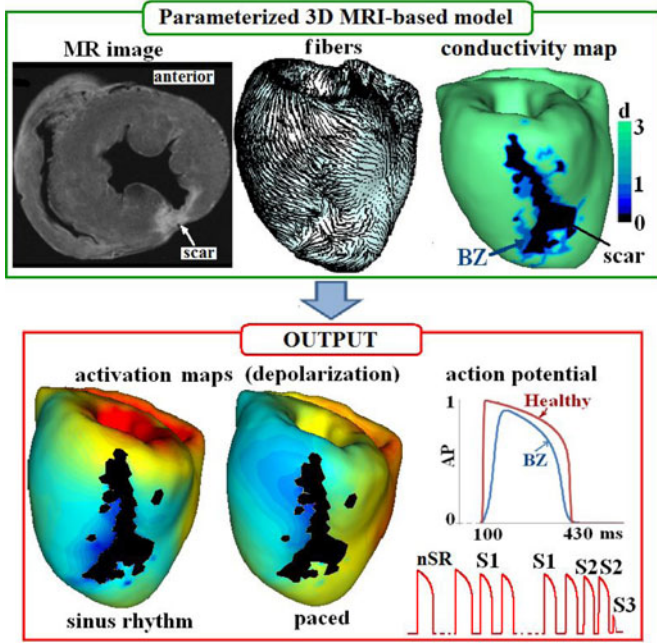 Parameterized 3D MRI-based model
MR image
fibers
conductivity map
anterior
scar
d
3
1
0
BZ
scar
OUTPUT
activation maps (depolarization)
action potential
1
Healthy
BZ
AP
0
100
430 ms
sinus rhythm
paced
nSR
S1
S1
S2 S2
S3